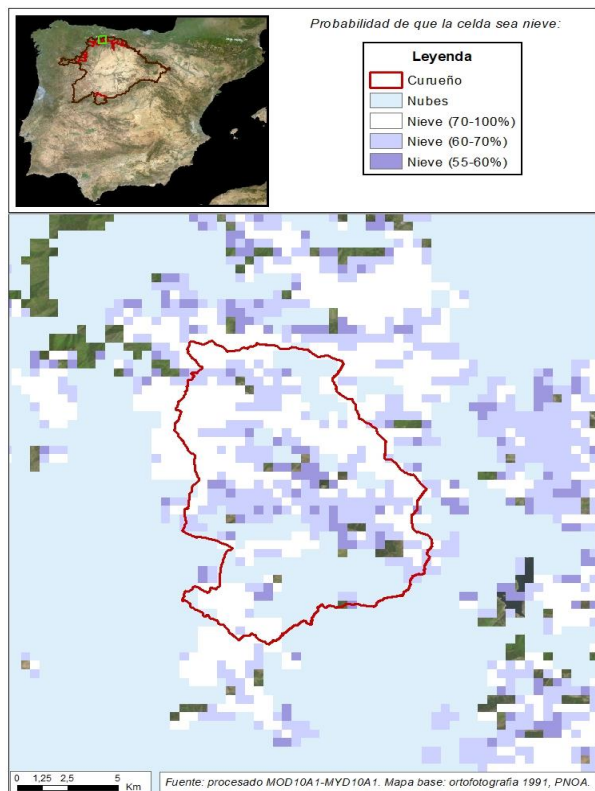 Probabilidad de que la celda sea nieve:
Leyenda
Curueño
Nubes
Nieve (70-100%)
Nieve (60-70%)
Nieve (55-60%)
0 1,25 2,5 5
Km
Fuente: procesado MOD10A1-MYD10A1. Mapa base: ortofotografia 1991, PNOA.